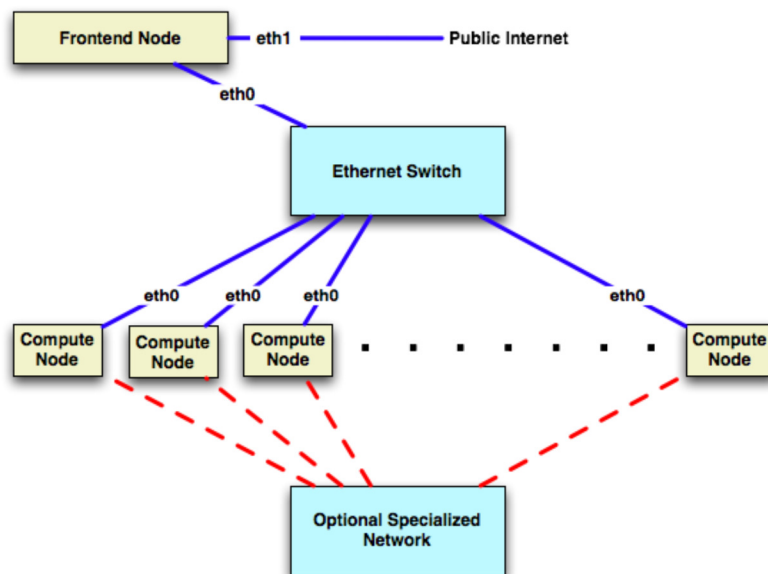 Frontend Node
eth1
Public Internet
eth0
Ethernet Switch
eth0
eth0
eth0
eth0
Compute
Node
Compute
Node
Compute
Node
Compute
Node
Optional Specialized
Network